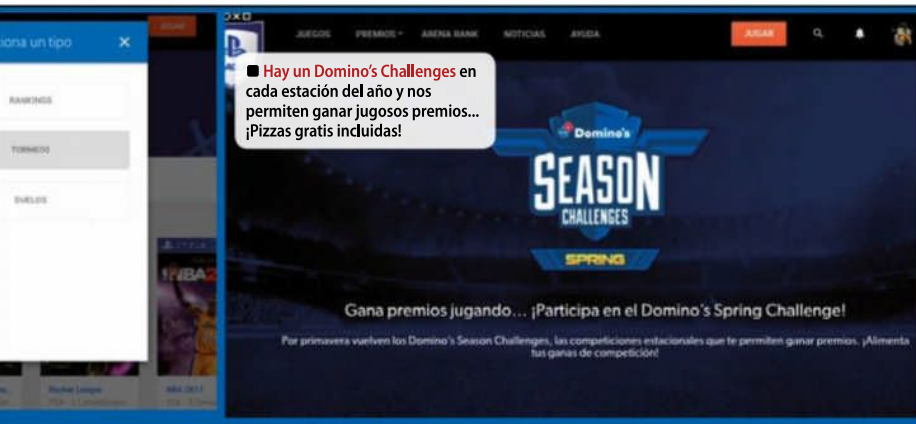 ciona un tipo ×
RANKINGS
TORNEOS
DUELOS
NBA 2K17
JUEGOS PREMIOS ARENA RANK NOTICIAS AYUDA JUGAR
Hay un Domino's Challenges en
cada estación del año y nos
permiten ganar jugosos premios...
¡Pizzas gratis incluidas!
Domino's
SEASON
CHALLENGES
SPRING
Gana premios jugando... ¡Participa en el Domino's Spring Challenge!
Por primavera vuelven los Domino's Season Challenges, las competiciones estacionales que te permiten ganar premios. ¡Alimenta
tus ganas de competición!